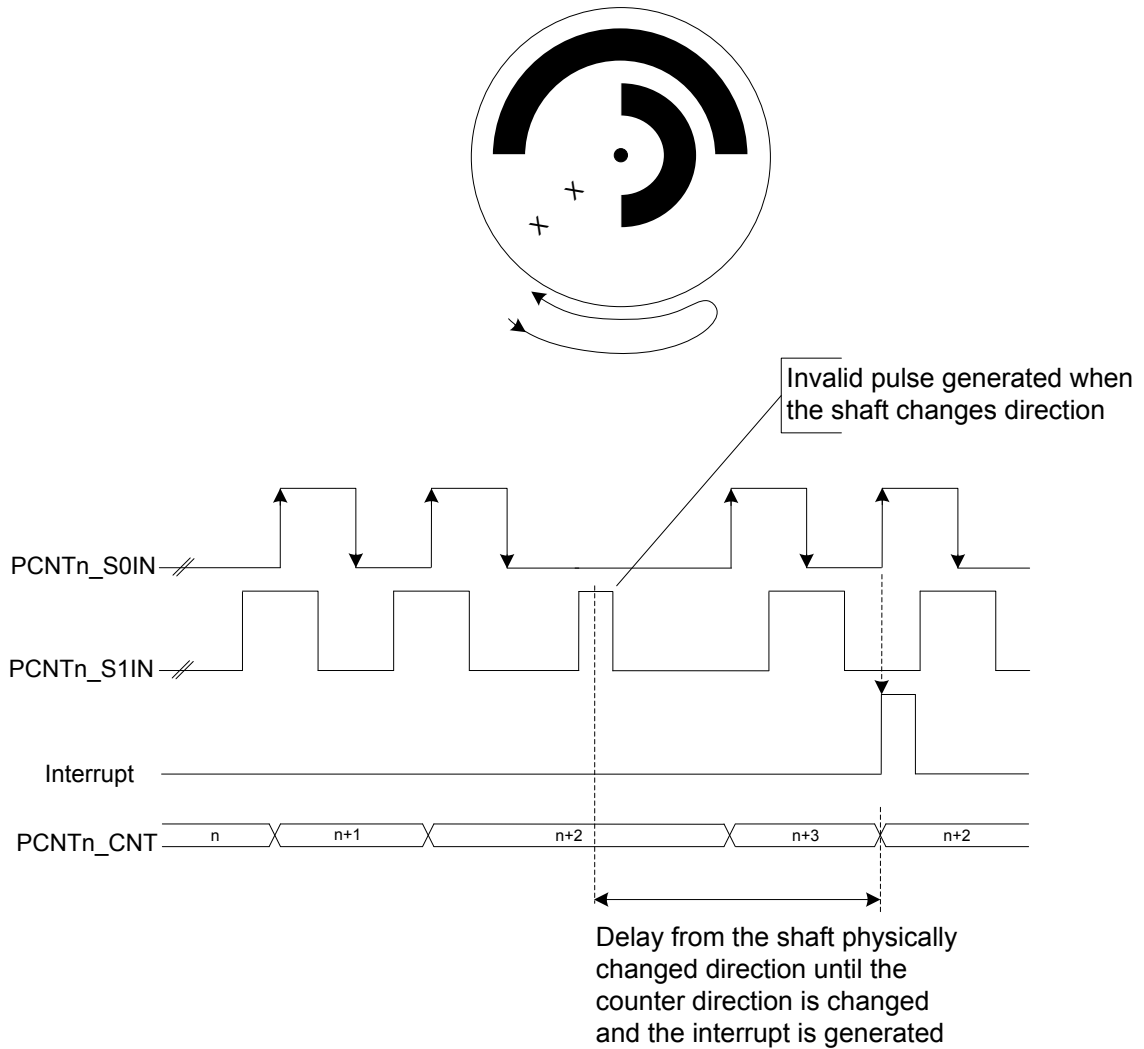 X
X
Invalid pulse generated when
the shaft changes direction
PCNTn_S0IN
PCNTn_S1IN
Interrupt
PCNTn_CNT
n
n+1
n+2
n+3
n+2
Delay from the shaft physically
changed direction until the
counter direction is changed
and the interrupt is generated